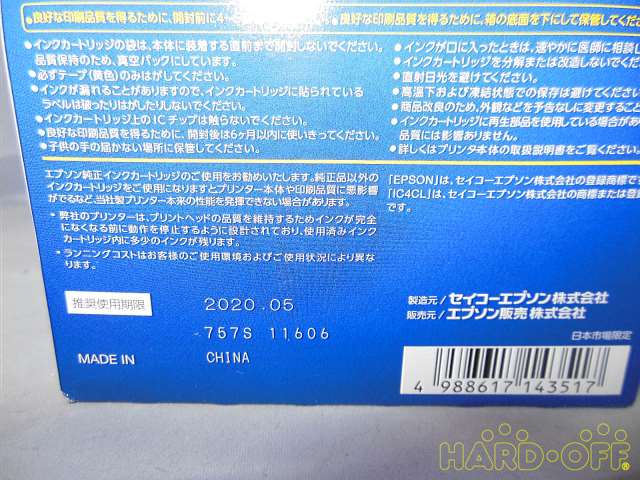 良好な印刷品質を得るために、開封前に4
良好な印刷品質を得るために、箱の底面を下にして保管してく
●インクカートリッジの袋は、本体に装着する直前まで開封しないでください。
品質保持のため、真空パックにしています。
●必ずテープ(黄色)のみはがしてください。
●インクが漏れることがありますので、インクカートリッジに貼られている
ラベルは破ったりはがしたりしないでください。
●インクカートリッジ上のICチップは触らないでください。
●良好な印刷品質を得るために、開封後は6ヶ月以内に使いきってください。
●子供の手の届かない場所に保管してください。
●インクが口に入ったときは、速やかに医師に相談し
●インクカートリッジを分解または改造しないでくだ
●直射日光を避けてください。
●高温下および凍結状態での保存は避けてください
●商品改良のため、外観などを予告なしに変更すること
●インクカートリッジに再生部品を使用している場合があ
品質には影響ありません。
●詳しくはプリンター本体の取扱説明書をご覧ください。
エプソン純正インクカートリッジのご使用をお勧めいたします。純正品以外の
インクカートリッジをご使用になりますとプリンター本体や印刷品質に悪影響
がでるなど、当社製プリンター本来の性能を発揮できない場合があります。
* 弊社のプリンターは、プリントヘッドの品質を維持するためインクが完全
になくなる前に動作を停止するように設計されており、使用済みインク
カートリッジ内に多少のインクが残ります。
* ランニングコストはお客様のご使用環境およびご使用状況により異な
ります。
「EPSON」は、セイコーエプソン株式会社の登録商標です
「IC4CL」は、セイコーエプソン株式会社の商標または登録
です。
推奨使用期限
2020.05
757S 11606
MADE IN CHINA
製造元/セイコーエプソン株式会社
販売元/エプソン販売株式会社
日本市場限定
4 988617 143517
HARD・OFF